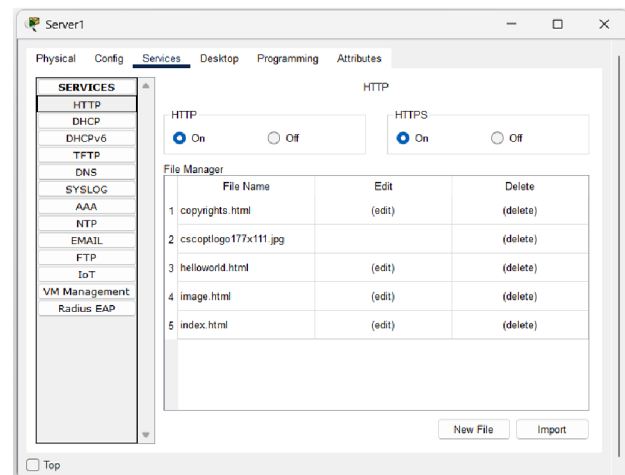 Server1
Physical Config Services Desktop Programming Attributes
SERVICES
HTTP
DHCP
DHCPv6
TFTP
DNS
SYSLOG
AAA
NTP
EMAIL
FTP
IoT
VM Management
Radius EAP
HTTP
HTTP
On Off
HTTPS
On Off
File Manager
File Name Edit Delete
1 copyrights.html (edit) (delete)
2 cscoptlogo177x111.jpg (delete)
3 helloworld.html (edit) (delete)
4 image.html (edit) (delete)
5 index.html (edit) (delete)
New File Import
Top